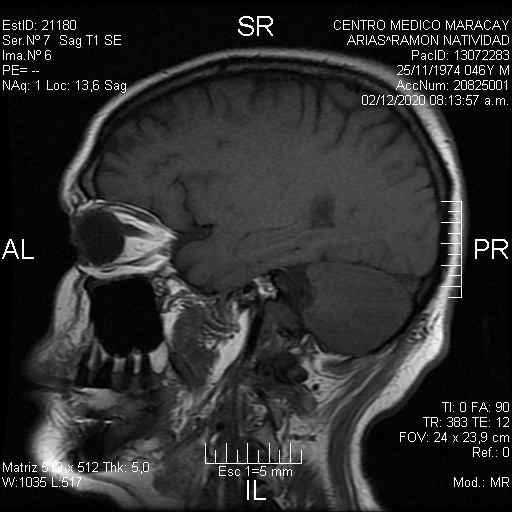 EstID: 21180
Ser.Nº 7 Sag T1 SE
Ima.Nº 6
PE= --
NAq: 1 Loc: 13,6 Sag
SR
CENTRO MEDICO MARACAY
ARIAS^RAMON NATIVIDAD
PacID: 13072283
25/11/1974 046Y M
AccNum: 20825001
02/12/2020 08:13:57 a.m.
AL
PR
TI: 0 FA: 90
TR: 383 TE: 12
FOV: 24 x 23,9 cm
Ref.: 0
Matriz 512 x 512 Thk: 5,0
W:1035 L:517
Esc 1=5 mm
IL
Mod.: MR